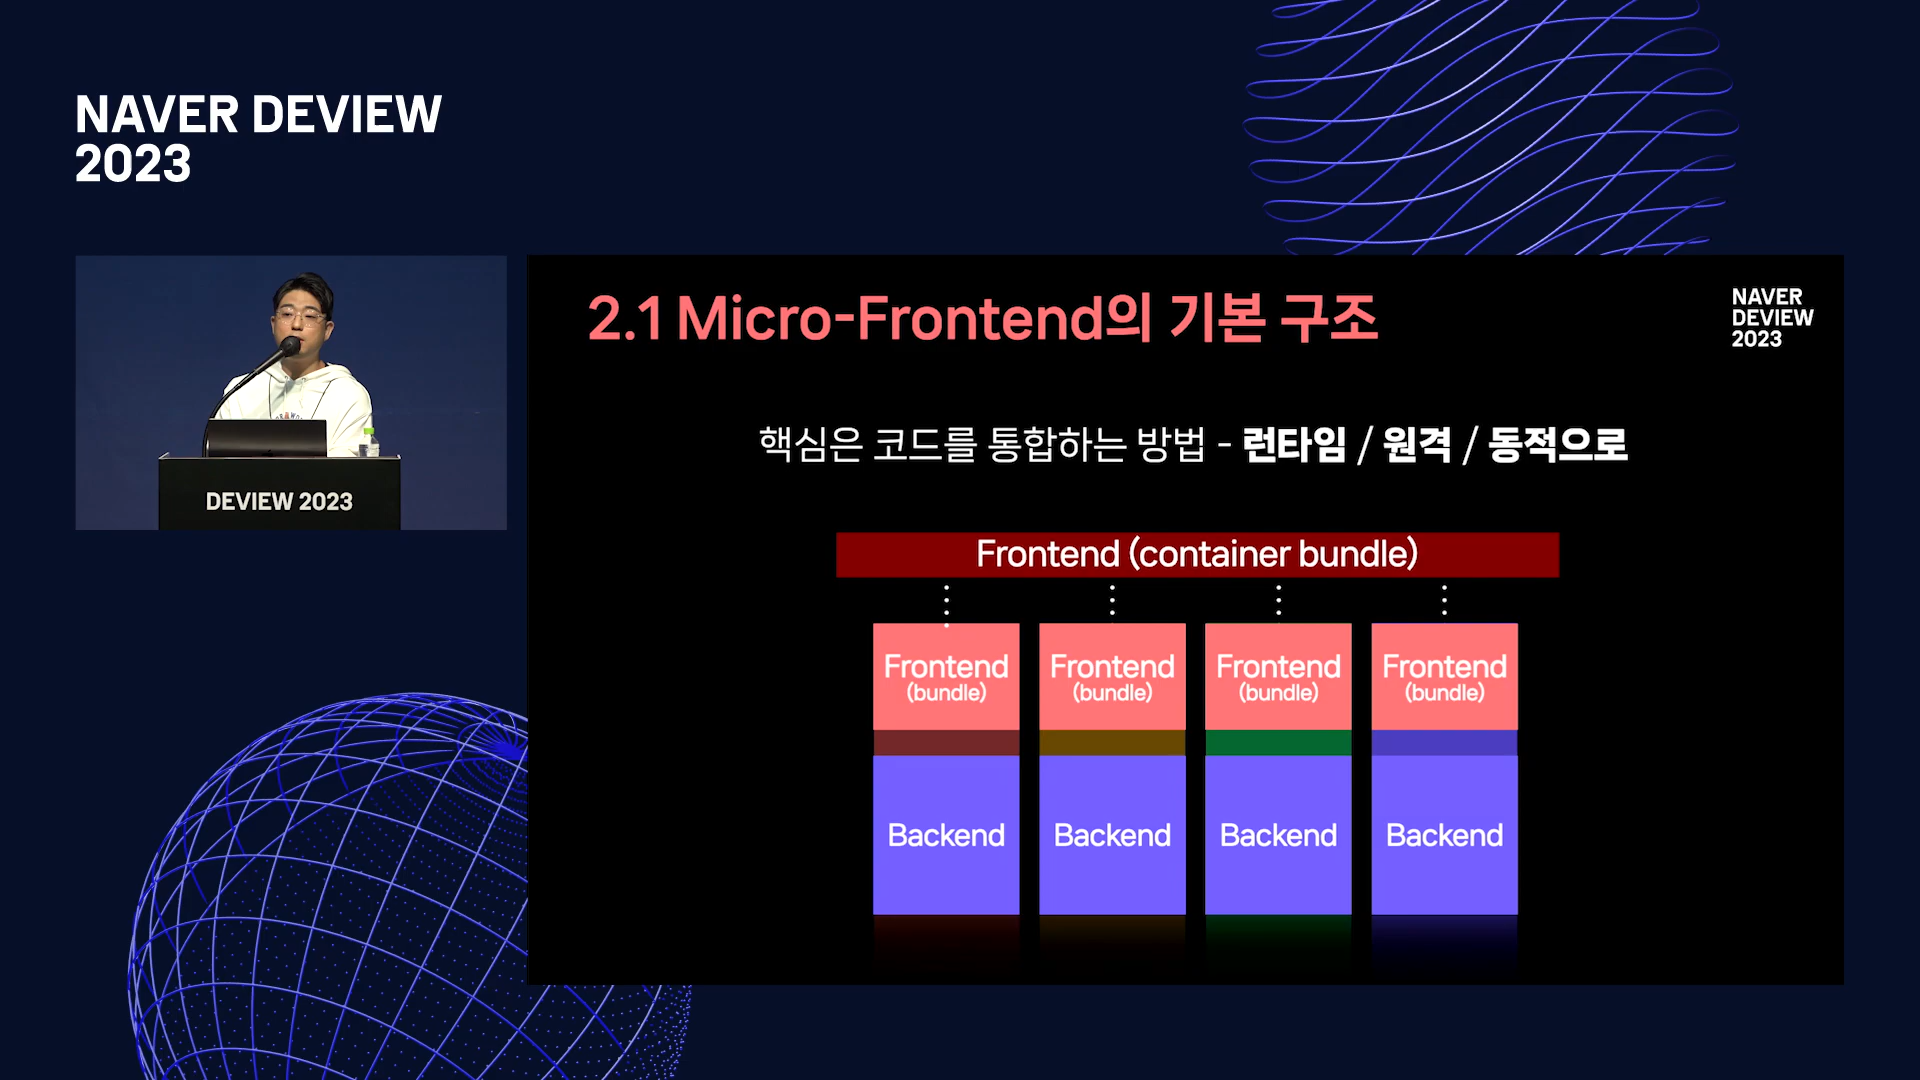 NAVER DEVIEW
2023
DEVIEW 2023
2.1 Micro-Frontend의 기본 구조
NAVER
DEVIEW
2023
핵심은 코드를 통합하는 방법 - 런타임 / 원격 / 동적으로
Frontend (container bundle)
Frontend
(bundle)
Frontend
(bundle)
Frontend
(bundle)
Frontend
(bundle)
Backend
Backend
Backend
Backend